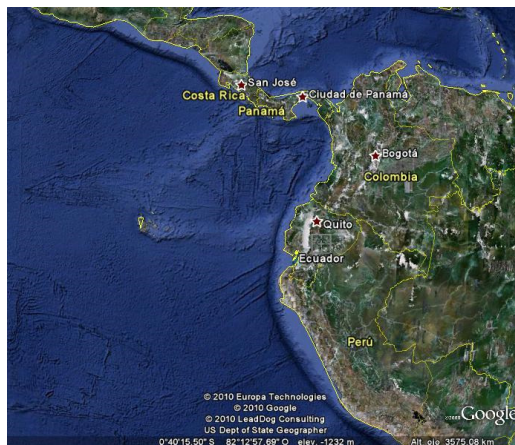 San José
Costa Rica
Ciudad de Panamá
Panamá
Bogotá
Colombia
Quito
Ecuador
Perú
© 2010 Europa Technologies
© 2010 Google
© 2010 LeadDog Consulting
US Dept of State Geographer
©2009 Google
0°40'15.50" S 82°12'57.69" O elev. -1232 m Alt. ojo 3575.08 km